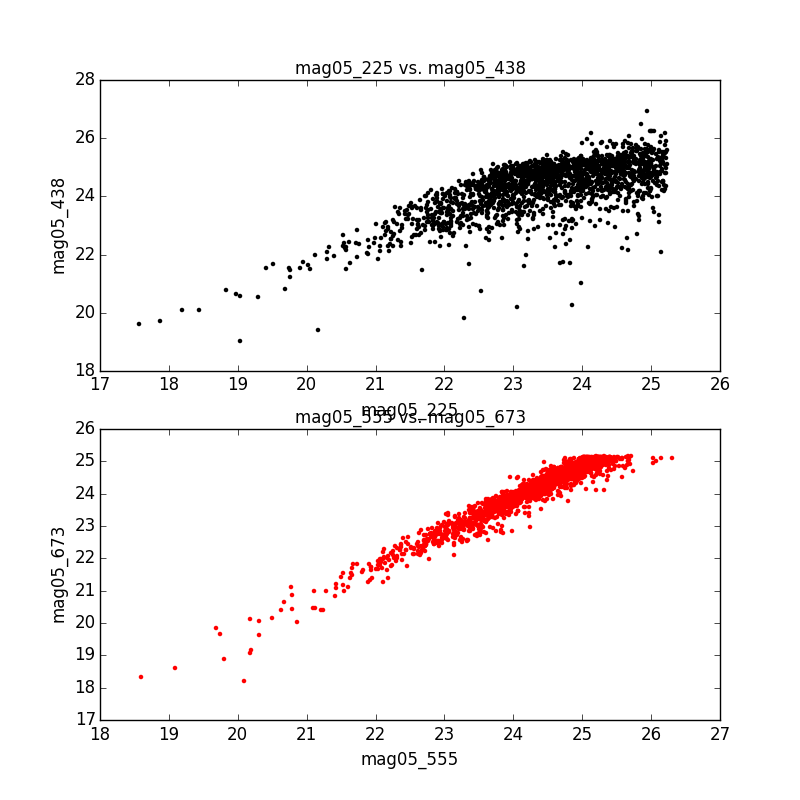 mag05_225 vs. mag05_438
28
26
24
22
20
18
mag05_438
17 18 19 20 21 22 23 24 25 26
mag05_225
mag05_555 vs. mag05_673
26
25
24
23
22
21
20
19
18
17
mag05_673
18 19 20 21 22 23 24 25 26 27
mag05_555